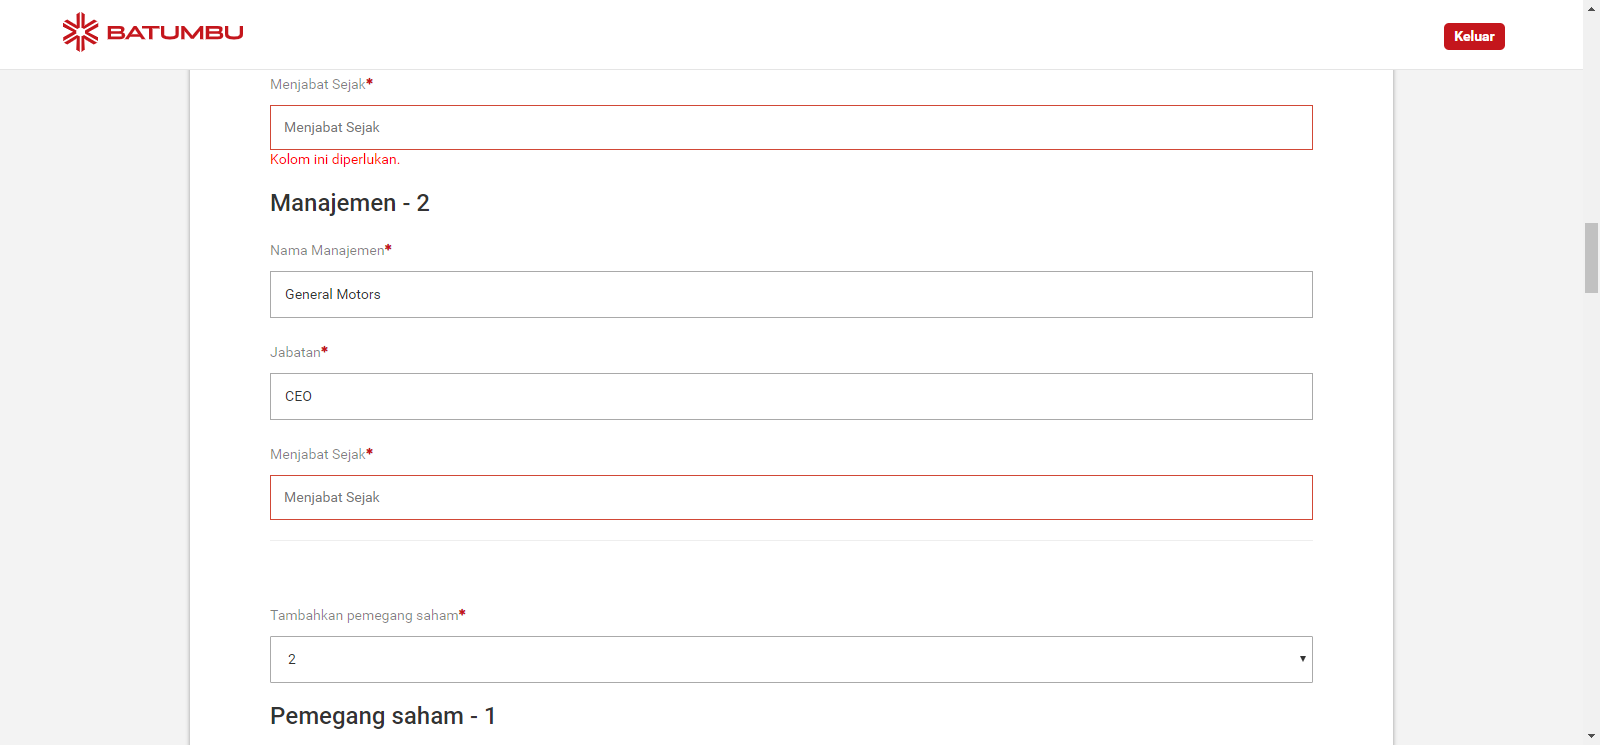 BATUMBU
Keluar
Menjabat Sejak*
Menjabat Sejak
Kolom ini diperlukan.
Manajemen - 2
Nama Manajemen*
General Motors
Jabatan*
CEO
Menjabat Sejak*
Menjabat Sejak
Tambahkan pemegang saham*
2
Pemegang saham - 1